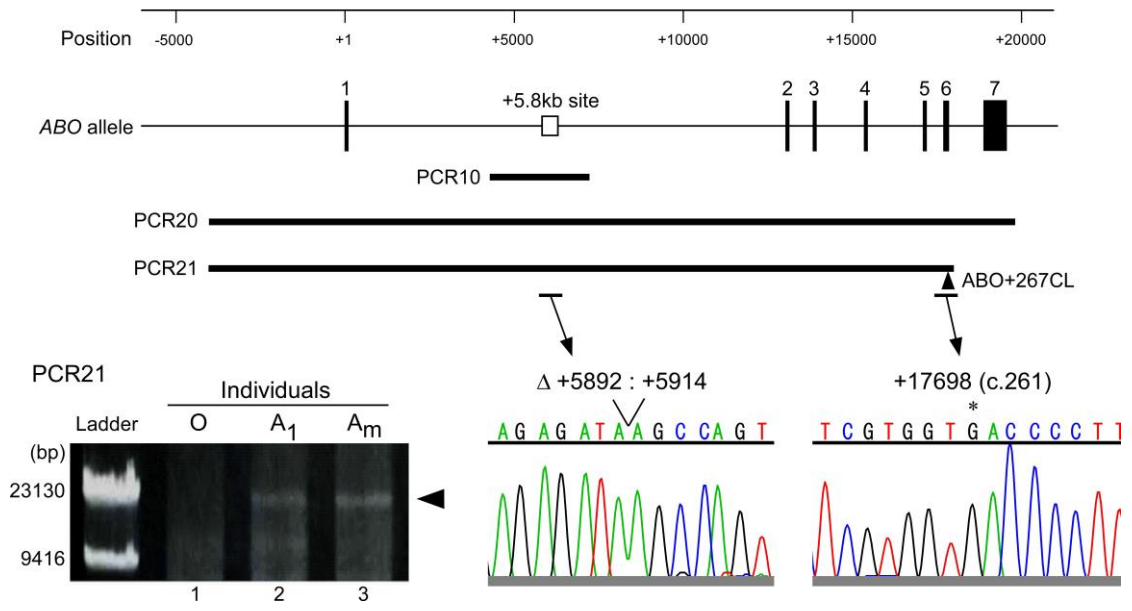 Position -5000 +1 +5000 +10000 +15000 +20000
1 +5.8kb site 2 3 4 5 6 7
ABO allele
PCR10
PCR20
PCR21
ABO+267CL
PCR21
Individuals
Ladder O A1 Am
(bp)
23130
9416
1 2 3
Δ +5892 : +5914
AGAGATAAGCCAGT
+17698 (c.261)
*
TCGTGGTGACCCCTT